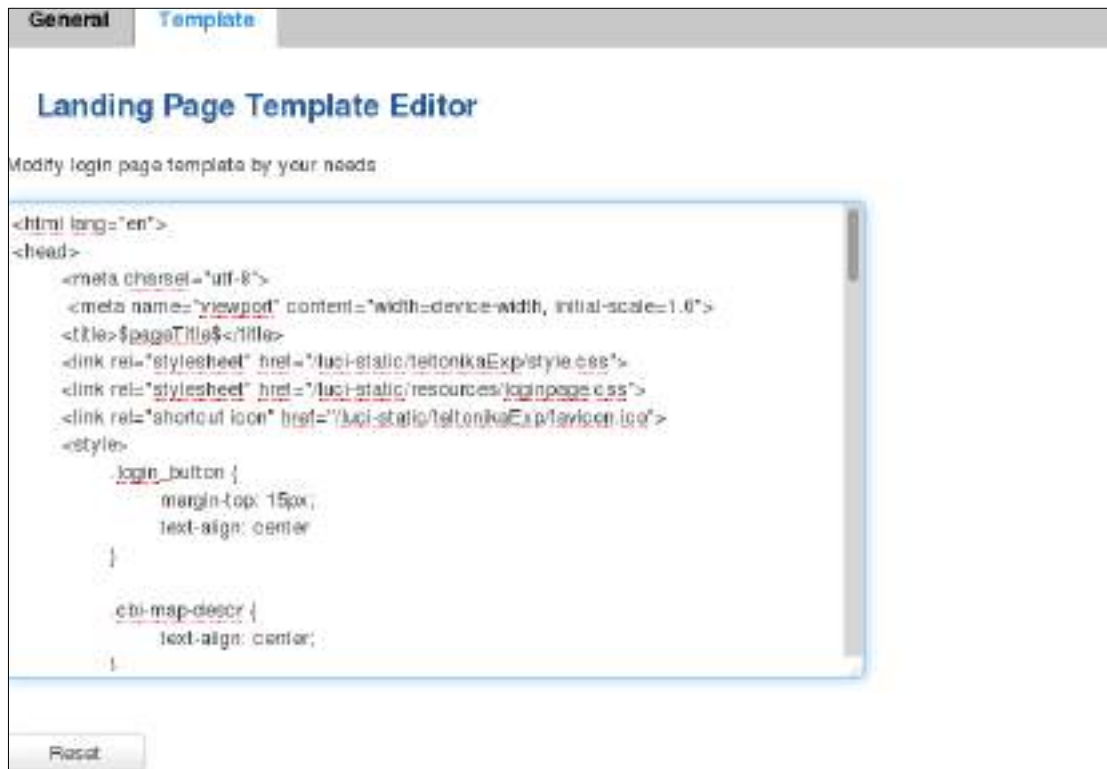 General Template
Landing Page Template Editor
Modify login page template by your needs
<html lang="en">
<head>
<meta charset="utf-8">
<meta name="viewport" content="width=device-width, initial-scale=1.0">
<title>$pageTitle$</title>
<link rel="stylesheet" href="/luci-static/teltonikaExp/style.css">
<link rel="stylesheet" href="/luci-static/resources/loginpage.css">
<link rel="shortcut icon" href="/luci-static/teltonikaExp/favicon.ico">
<style>
.login_button {
margin-top: 15px;
text-align: center
}
.cbi-map-descr {
text-align: center;
}
Reset